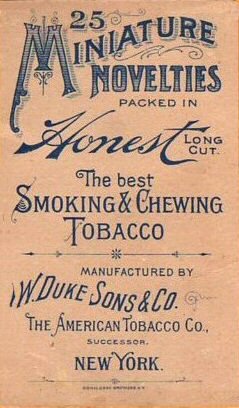 25
MINIATURE
NOVELTIES
PACKED IN
Honest LONG
CUT.
The best
SMOKING & CHEWING
TOBACCO
MANUFACTURED BY
W. DUKE SONS & CO.
THE AMERICAN TOBACCO CO.,
SUCCESSOR.
NEW YORK.